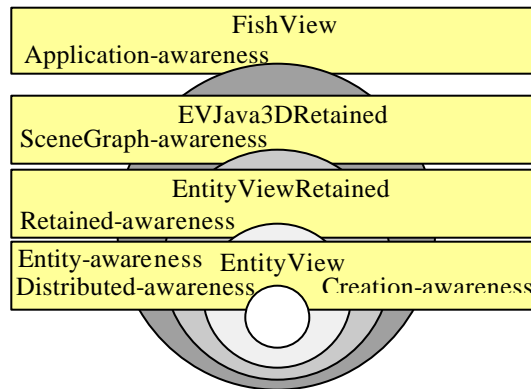 FishView
Application-awareness
EVJava3DRetained
SceneGraph-awareness
EntityViewRetained
Retained-awareness
Entity-awareness
EntityView
Distributed-awareness
Creation-awareness